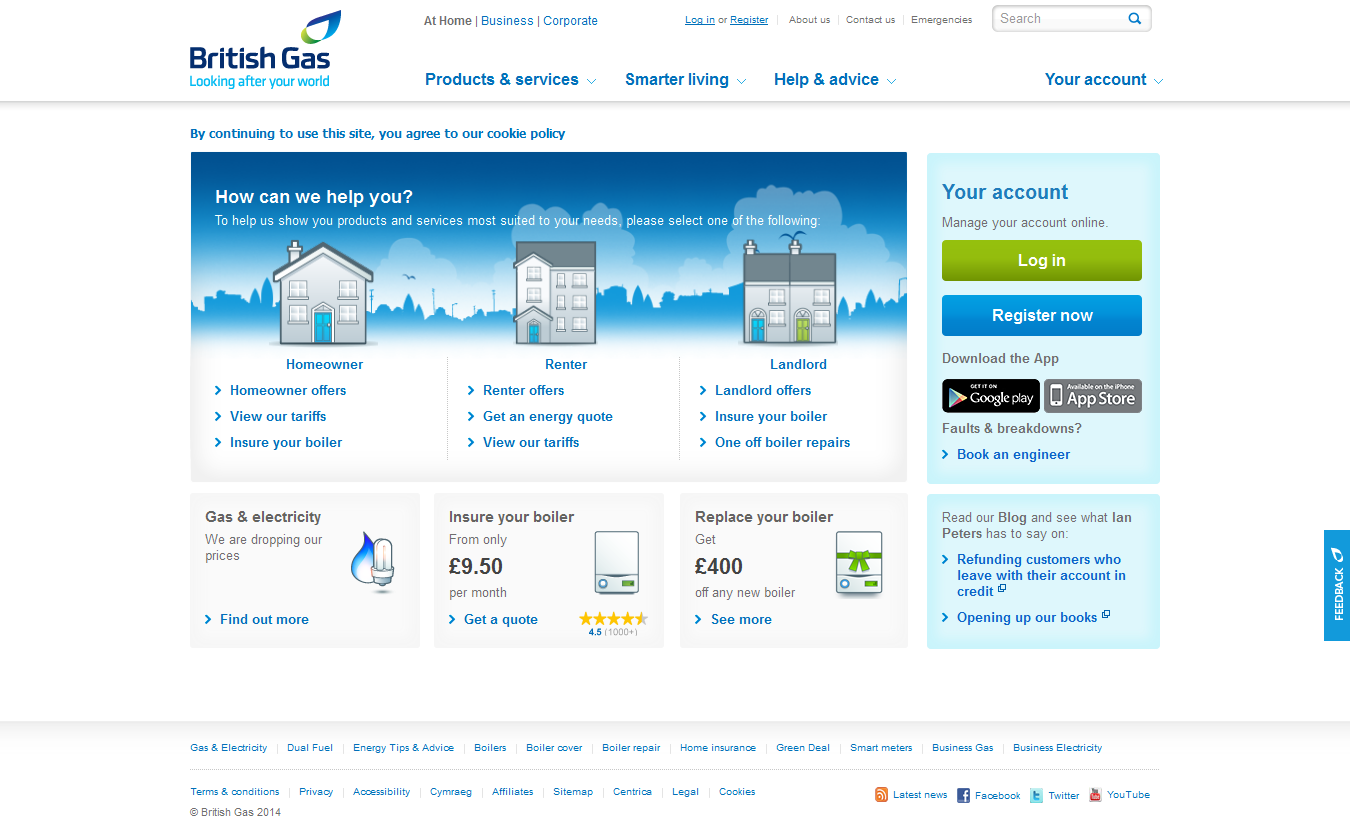 British Gas
Looking after your world
At Home | Business | Corporate
Log in or Register
About us
Contact us
Emergencies
Search
Products & services
Smarter living
Help & advice
Your account
By continuing to use this site, you agree to our cookie policy
How can we help you?
To help us show you products and services most suited to your needs, please select one of the following:
Homeowner
Homeowner offers
View our tariffs
Insure your boiler
Renter
Renter offers
Get an energy quote
View our tariffs
Landlord
Landlord offers
Insure your boiler
One off boiler repairs
Your account
Manage your account online.
Log in
Register now
Download the App
GET IT ON
Google play
Available on the iPhone
App Store
Faults & breakdowns?
Book an engineer
Gas & electricity
We are dropping our
prices
Find out more
Insure your boiler
From only
£9.50
per month
Get a quote
4.5 (1000+)
Replace your boiler
Get
£400
off any new boiler
See more
Read our Blog and see what Ian
Peters has to say on:
Refunding customers who
leave with their account in
credit
Opening up our books
FEEDBACK
Gas & Electricity
Dual Fuel
Energy Tips & Advice
Boilers
Boiler cover
Boiler repair
Home insurance
Green Deal
Smart meters
Business Gas
Business Electricity
Terms & conditions
Privacy
Accessibility
Cymraeg
Affiliates
Sitemap
Centrica
Legal
Cookies
Latest news
Facebook
Twitter
YouTube
© British Gas 2014